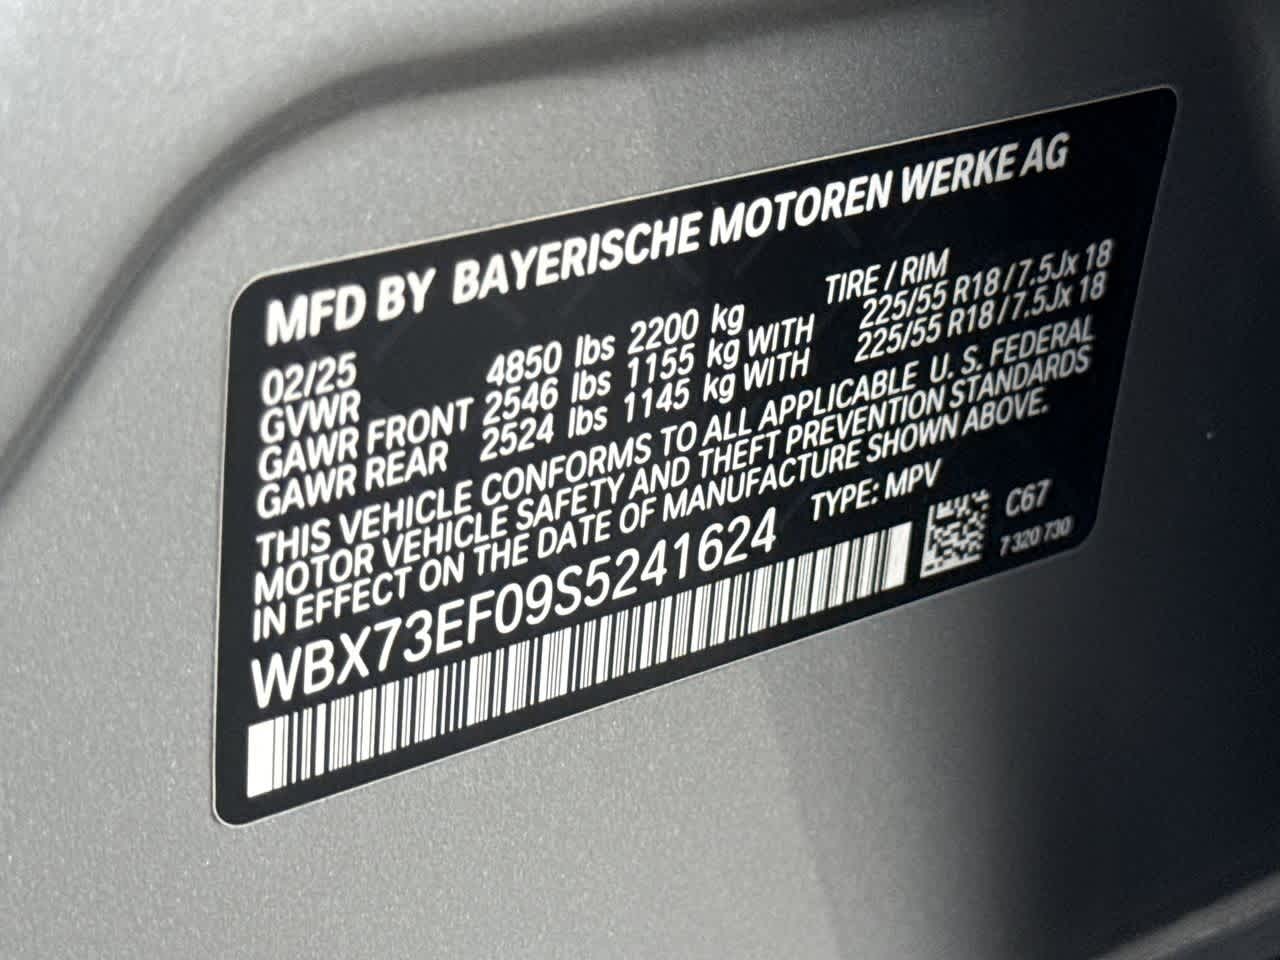 MFD BY BAYERISCHE MOTOREN WERKE AG
02/25 TIRE / RIM
GVWR 4850 lbs 2200 kg
GAWR FRONT 2546 lbs 1155 kg WITH 225/55 R18 / 7.5Jx 18
GAWR REAR 2524 lbs 1145 kg WITH 225/55 R18 / 7.5Jx 18
THIS VEHICLE CONFORMS TO ALL APPLICABLE U. S. FEDERAL
MOTOR VEHICLE SAFETY AND THEFT PREVENTION STANDARDS
IN EFFECT ON THE DATE OF MANUFACTURE SHOWN ABOVE.
WBX73EF09S5241624 TYPE: MPV
C67
7 320 730